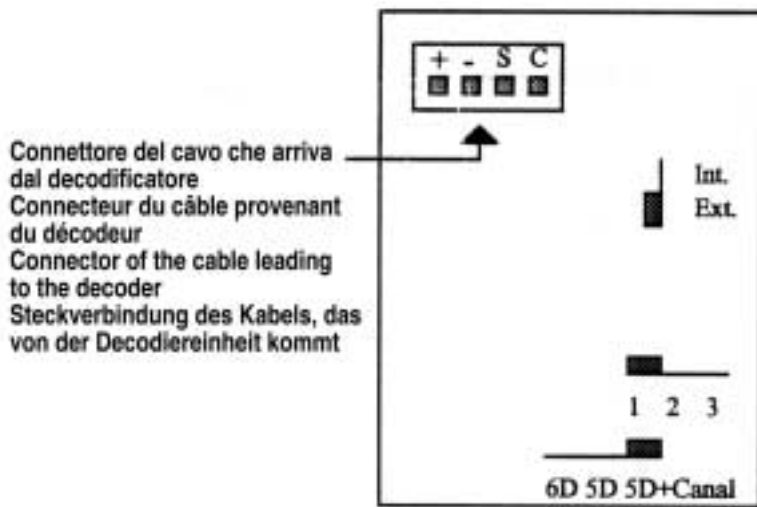 + - S C
Connettore del cavo che arriva
dal decodificatore
Connecteur du câble provenant
du décodeur
Connector of the cable leading
to the decoder
Steckverbindung des Kabels, das
von der Decodiereinheit kommt
Int.
Ext.
1 2 3
6D 5D 5D+Canal